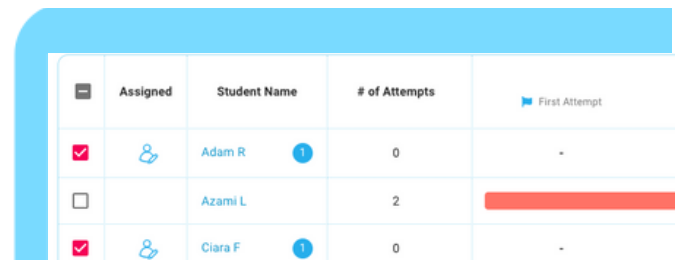 Assigned Student Name # of Attempts First Attempt
Adam R 1 0 -
Azami L 2
Ciara F 1 0 -